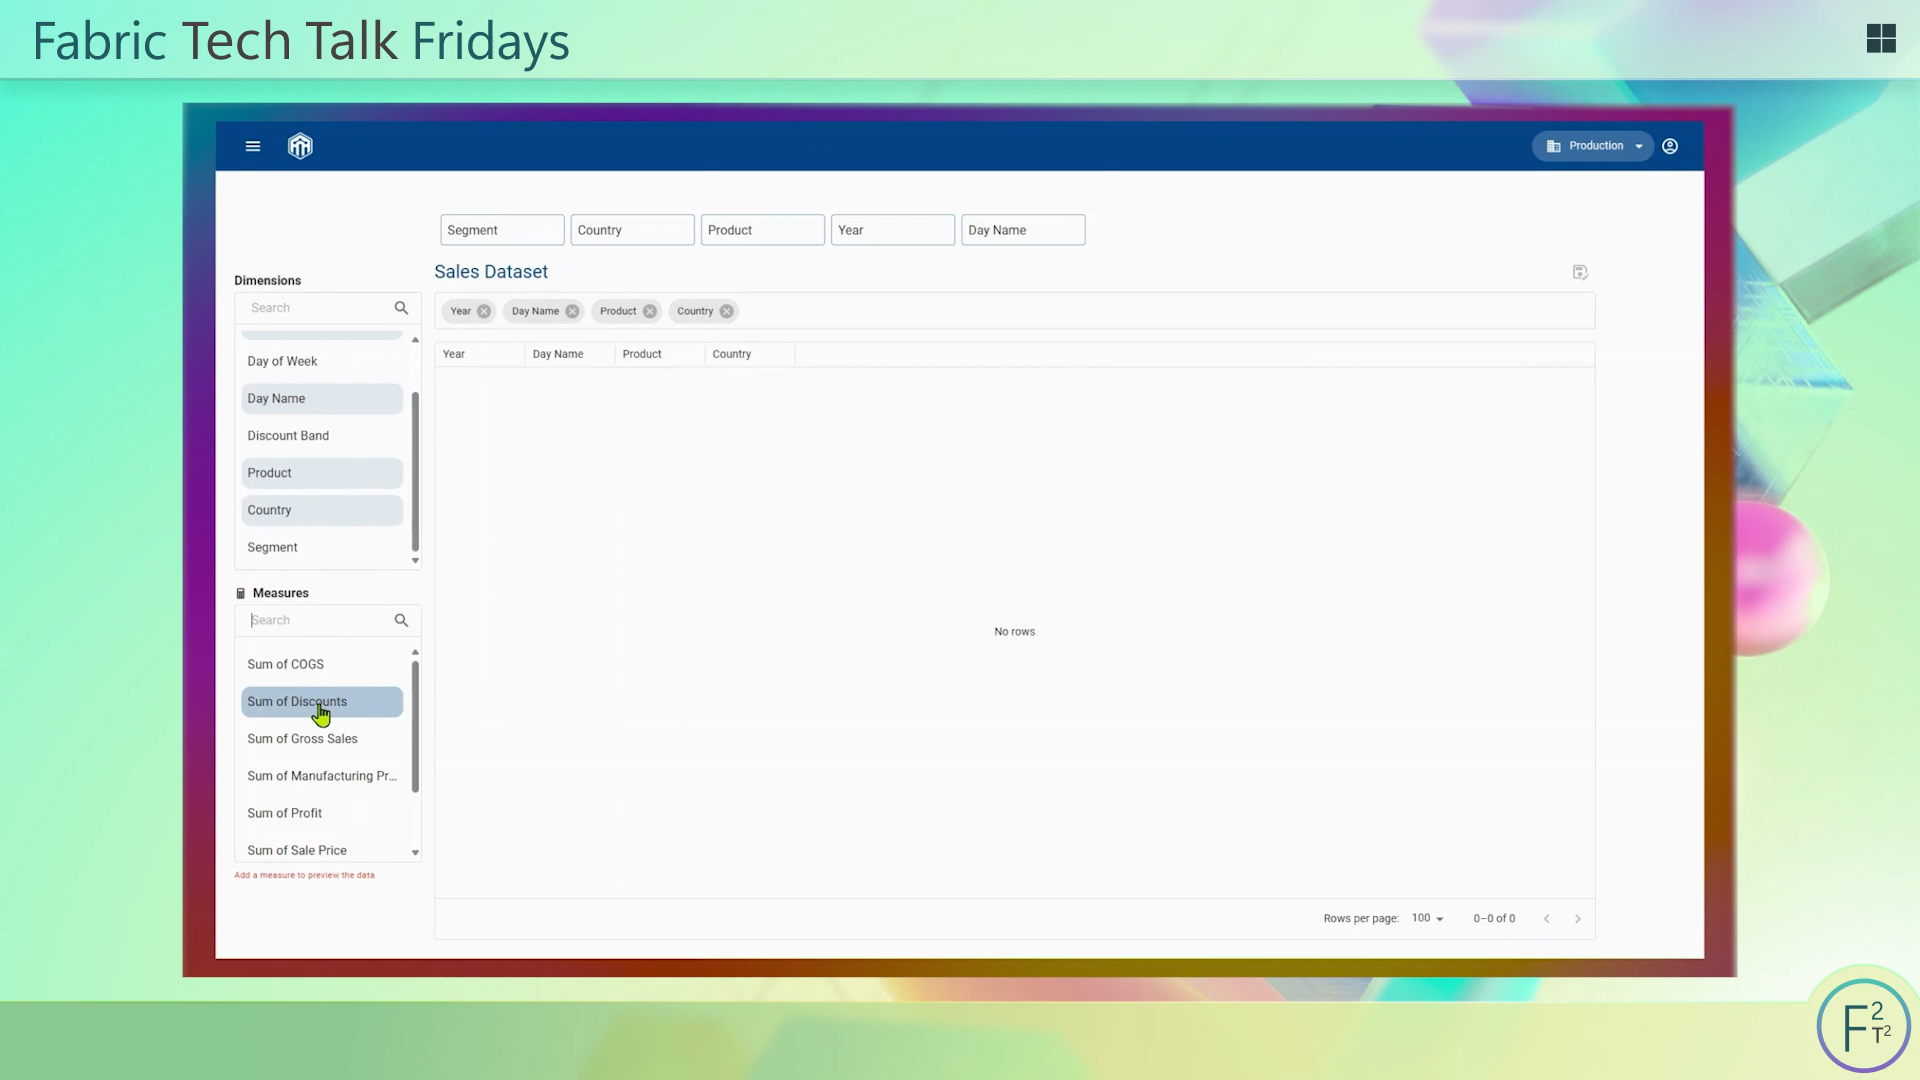 Fabric Tech Talk Fridays
Production
Segment
Country
Product
Year
Day Name
Sales Dataset
Dimensions
Search
Year
Day Name
Product
Country
Year
Day Name
Product
Country
Day of Week
Day Name
Discount Band
Product
Country
Segment
Measures
Search
Sum of COGS
Sum of Discounts
Sum of Gross Sales
Sum of Manufacturing Pr...
Sum of Profit
Sum of Sale Price
Add a measure to preview the data
No rows
Rows per page: 100
0–0 of 0
F2T2